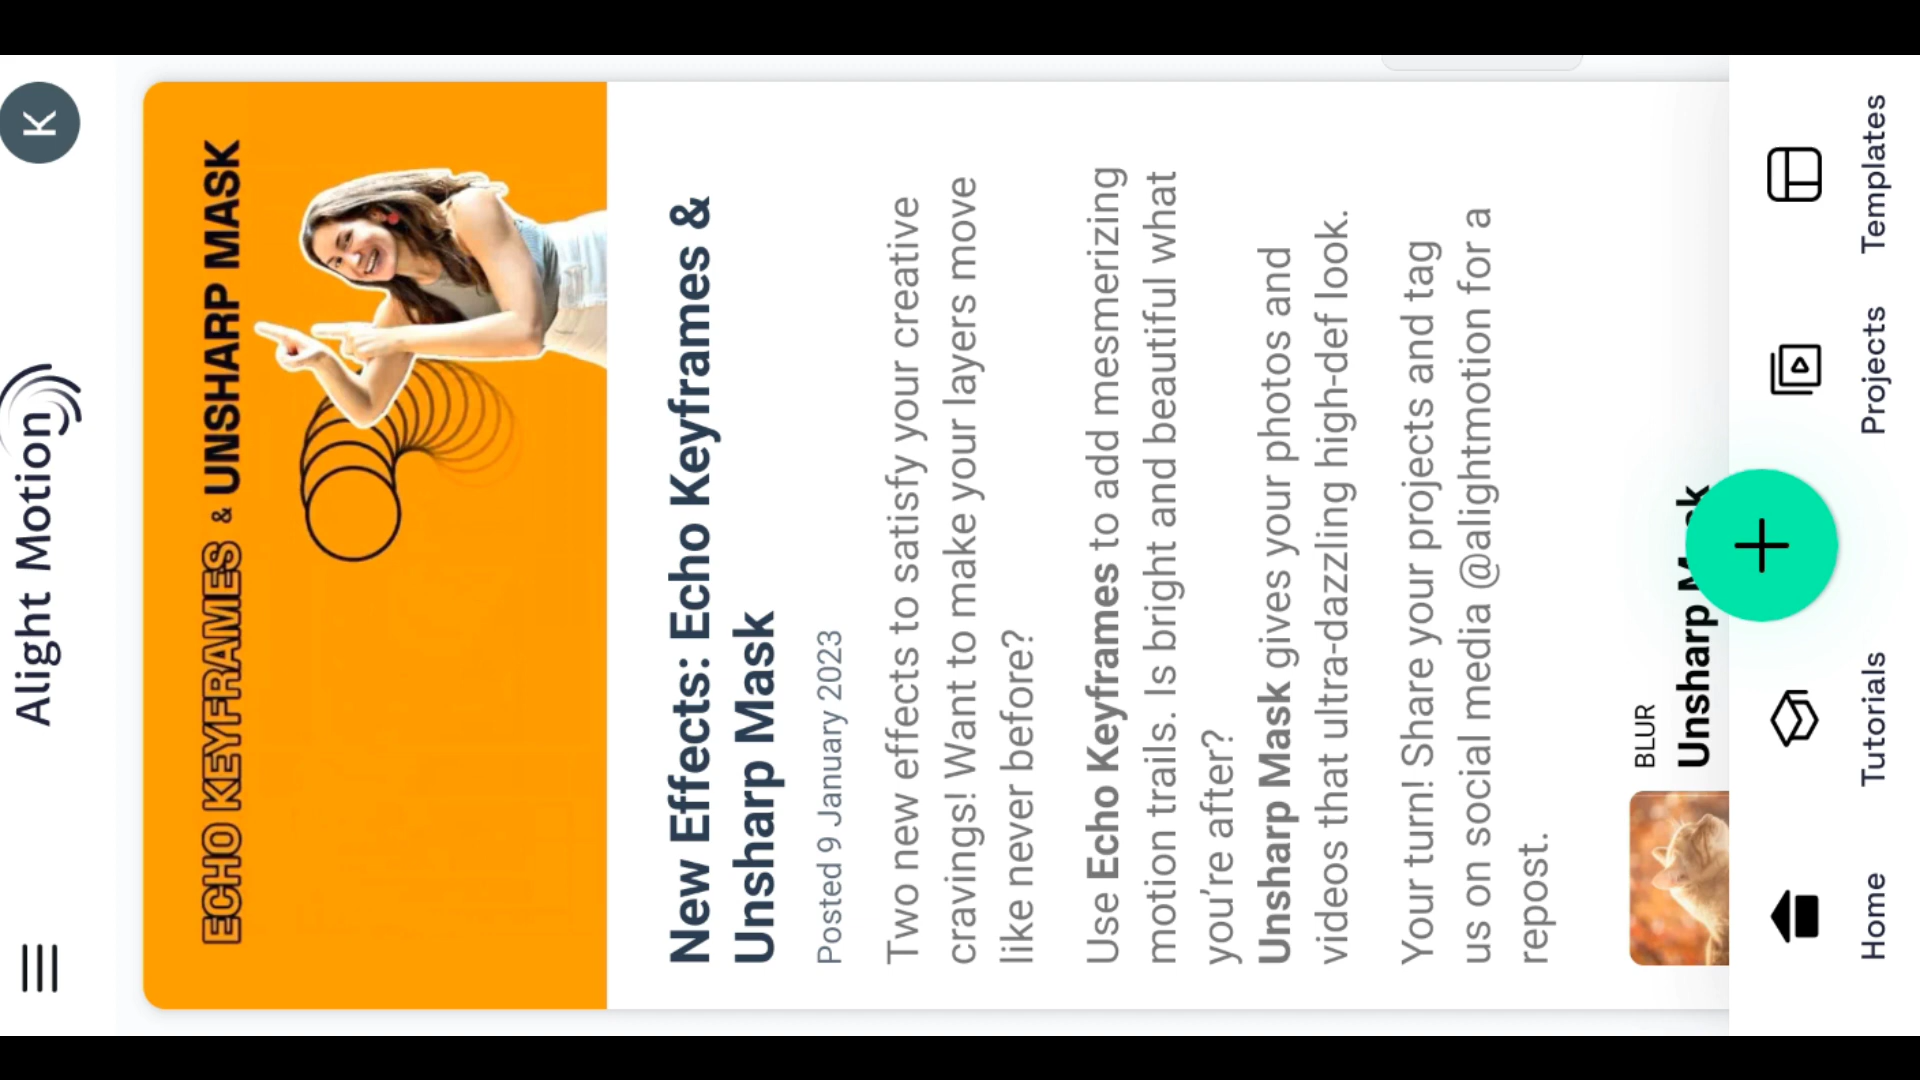 Alight Motion
K
ECHO KEYFRAMES & UNSHARP MASK
New Effects: Echo Keyframes &
Unsharp Mask
Posted 9 January 2023
Two new effects to satisfy your creative
cravings! Want to make your layers move
like never before?
Use Echo Keyframes to add mesmerizing
motion trails. Is bright and beautiful what
you're after?
Unsharp Mask gives your photos and
videos that ultra-dazzling high-def look.
Your turn! Share your projects and tag
us on social media @alightmotion for a
repost.
BLUR
Unsharp Mask
Home
Tutorials
Projects
Templates